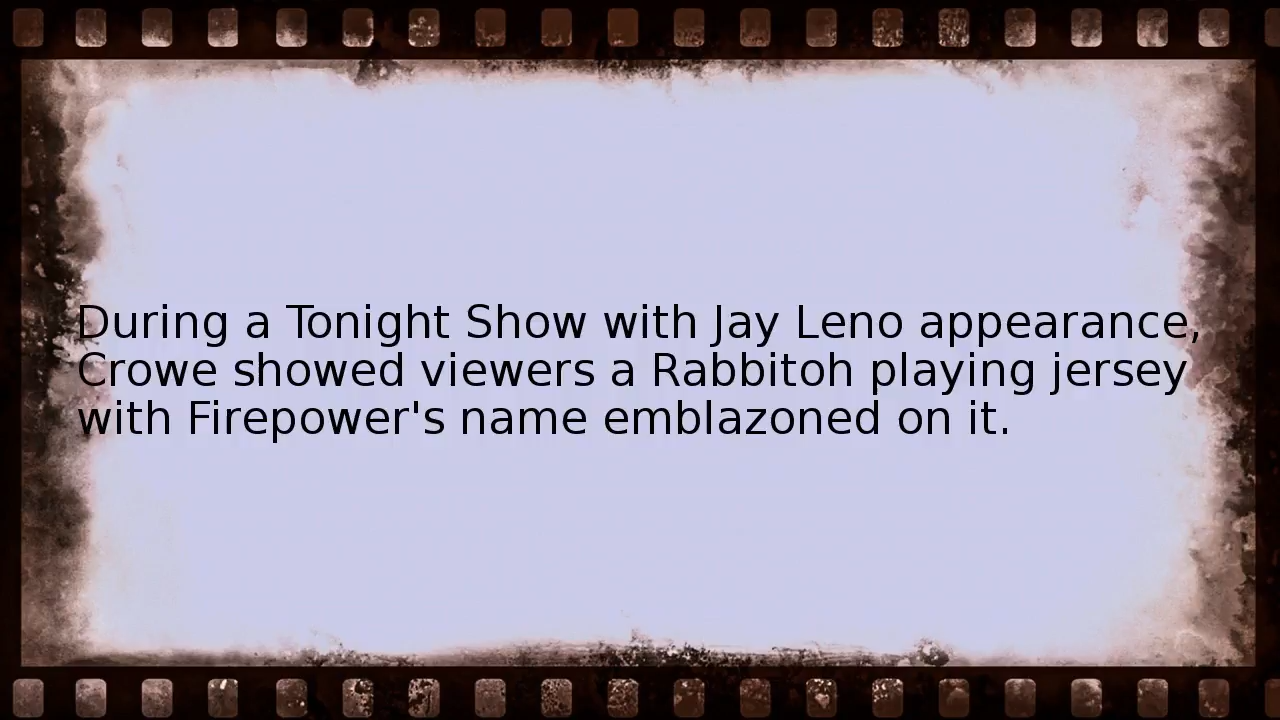 During a Tonight Show with Jay Leno appearance,
Crowe showed viewers a Rabbitoh playing jersey
with Firepower's name emblazoned on it.